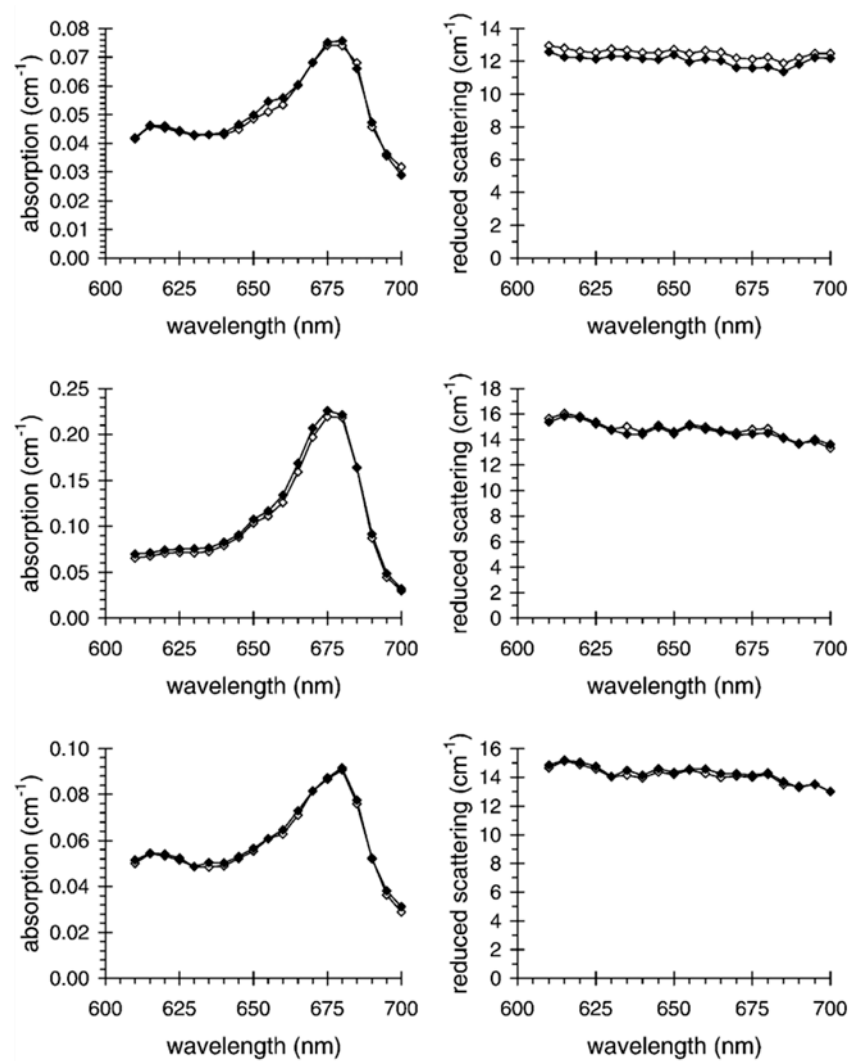 absorption (cm⁻¹)
0.08
0.07
0.06
0.05
0.04
0.03
0.02
0.01
0.00
600 625 650 675 700
wavelength (nm)
reduced scattering (cm⁻¹)
14
12
10
8
6
4
2
0
600 625 650 675 700
wavelength (nm)
absorption (cm⁻¹)
0.25
0.20
0.15
0.10
0.05
0.00
600 625 650 675 700
wavelength (nm)
reduced scattering (cm⁻¹)
18
16
14
12
10
8
6
4
2
0
600 625 650 675 700
wavelength (nm)
absorption (cm⁻¹)
0.10
0.08
0.06
0.04
0.02
0.00
600 625 650 675 700
wavelength (nm)
reduced scattering (cm⁻¹)
16
14
12
10
8
6
4
2
0
600 625 650 675 700
wavelength (nm)